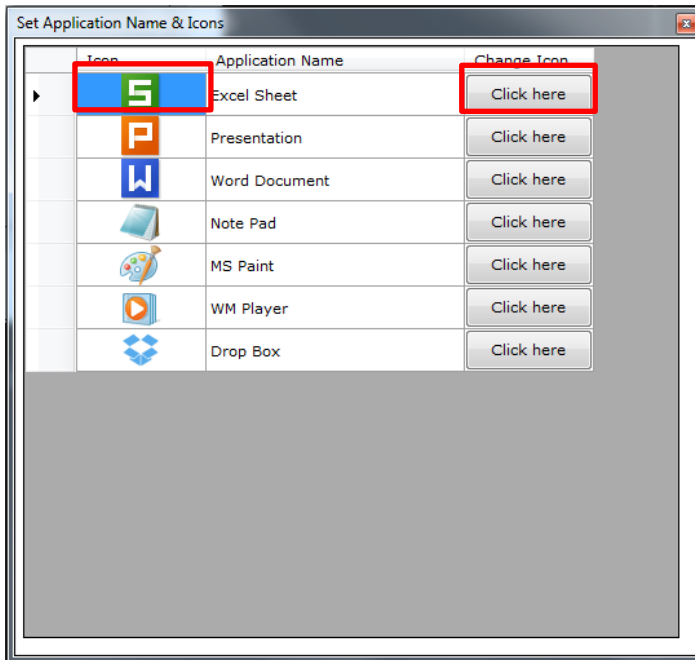 Set Application Name & Icons
Icon Application Name Change Icon
S Excel Sheet Click here
P Presentation Click here
W Word Document Click here
Note Pad Click here
MS Paint Click here
WM Player Click here
Drop Box Click here